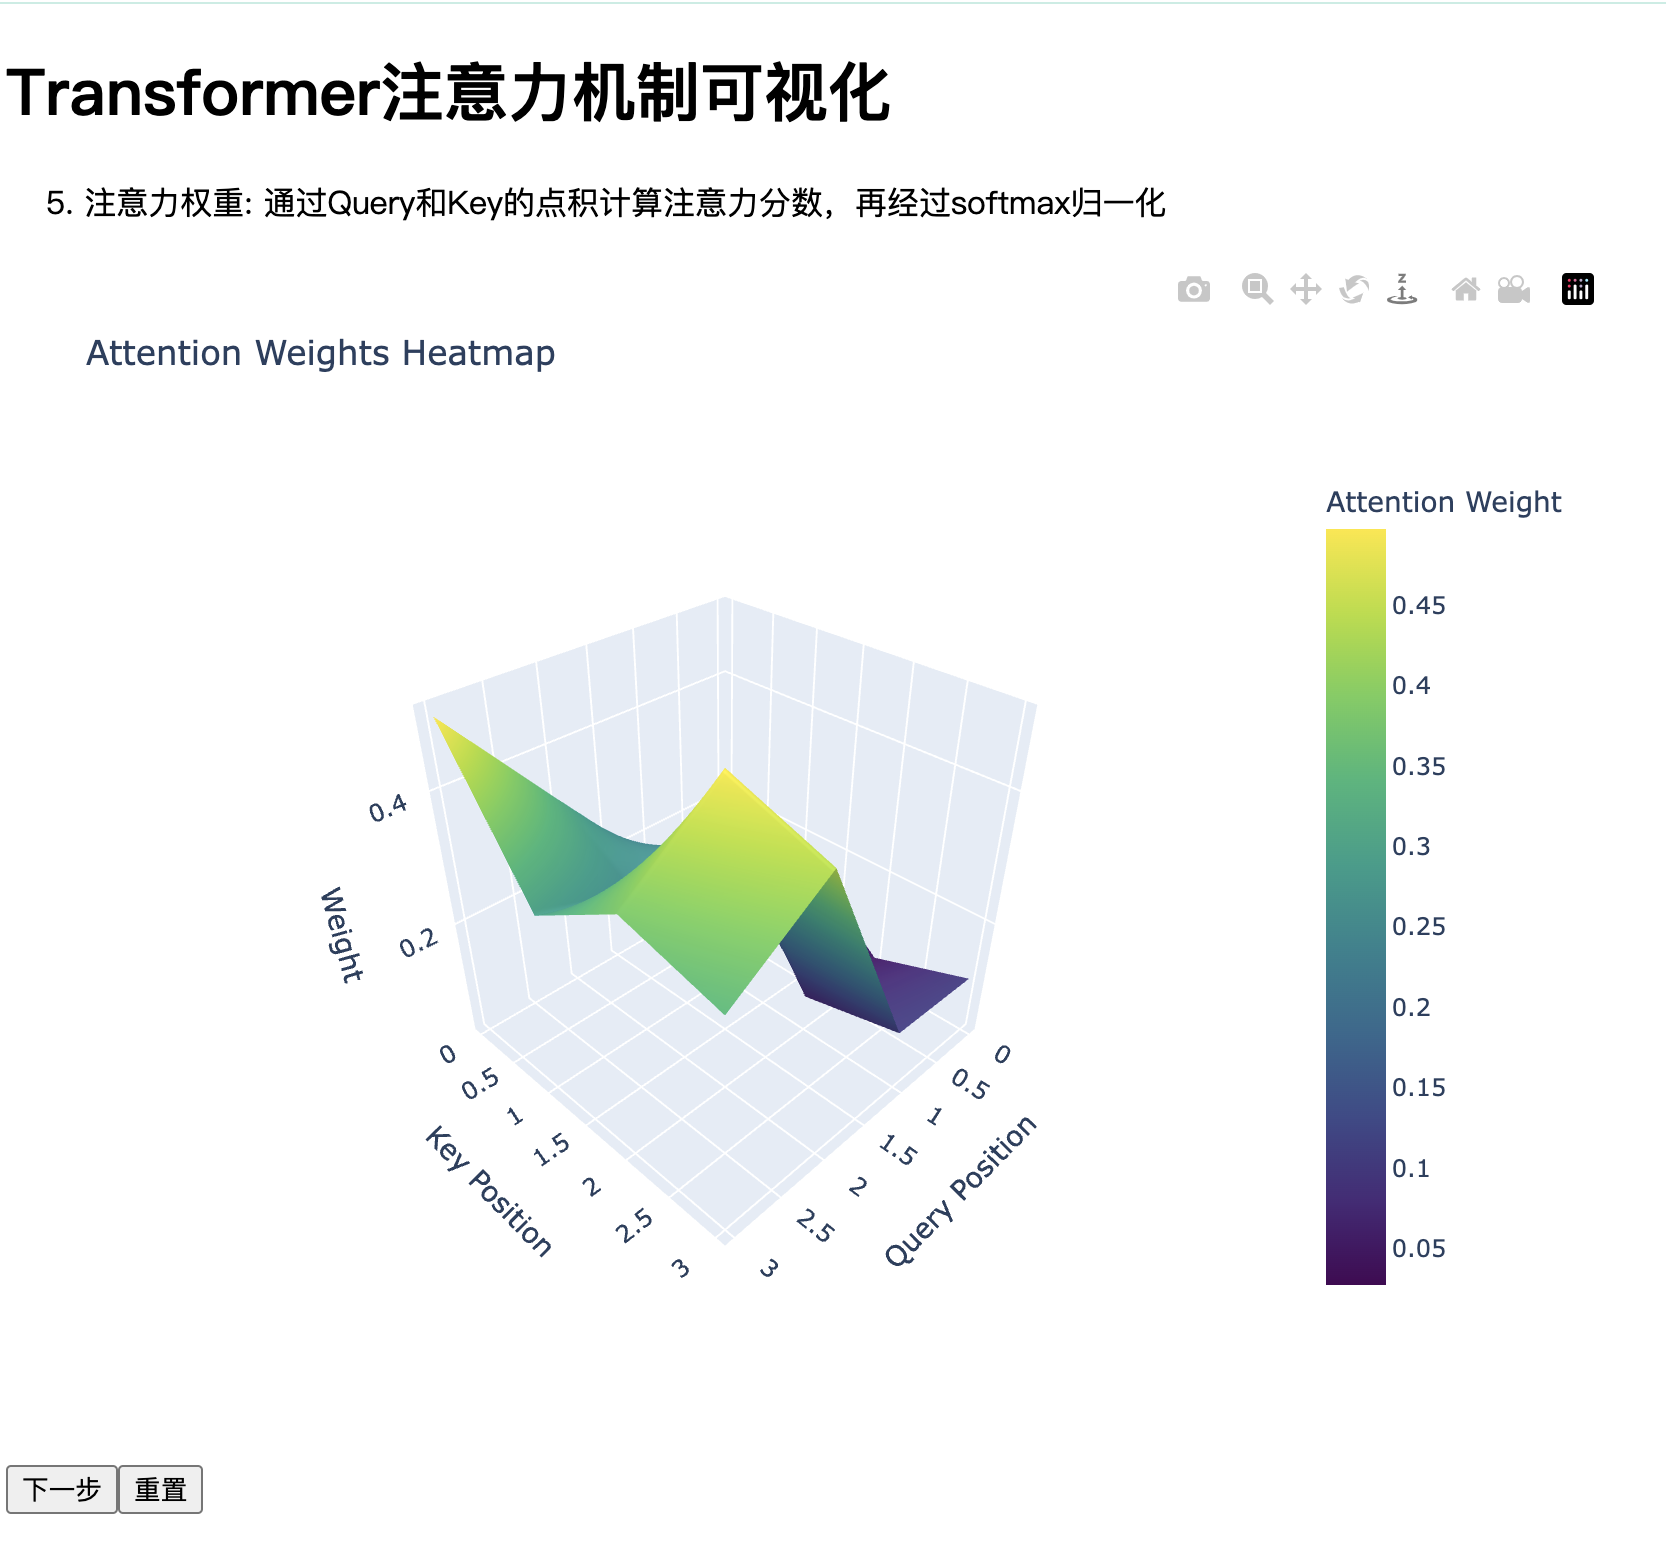 Transformer注意力机制可视化
5. 注意力权重: 通过Query和Key的点积计算注意力分数，再经过softmax归一化
z
Attention Weights Heatmap
Attention Weight
0.45
0.4
0.35
0.3
0.25
0.2
0.15
0.1
0.05
0.4
0.2
Weight
0
0.5
1
1.5
2
2.5
3
Key Position
0
0.5
1
1.5
2
2.5
3
Query Position
下一步
重置